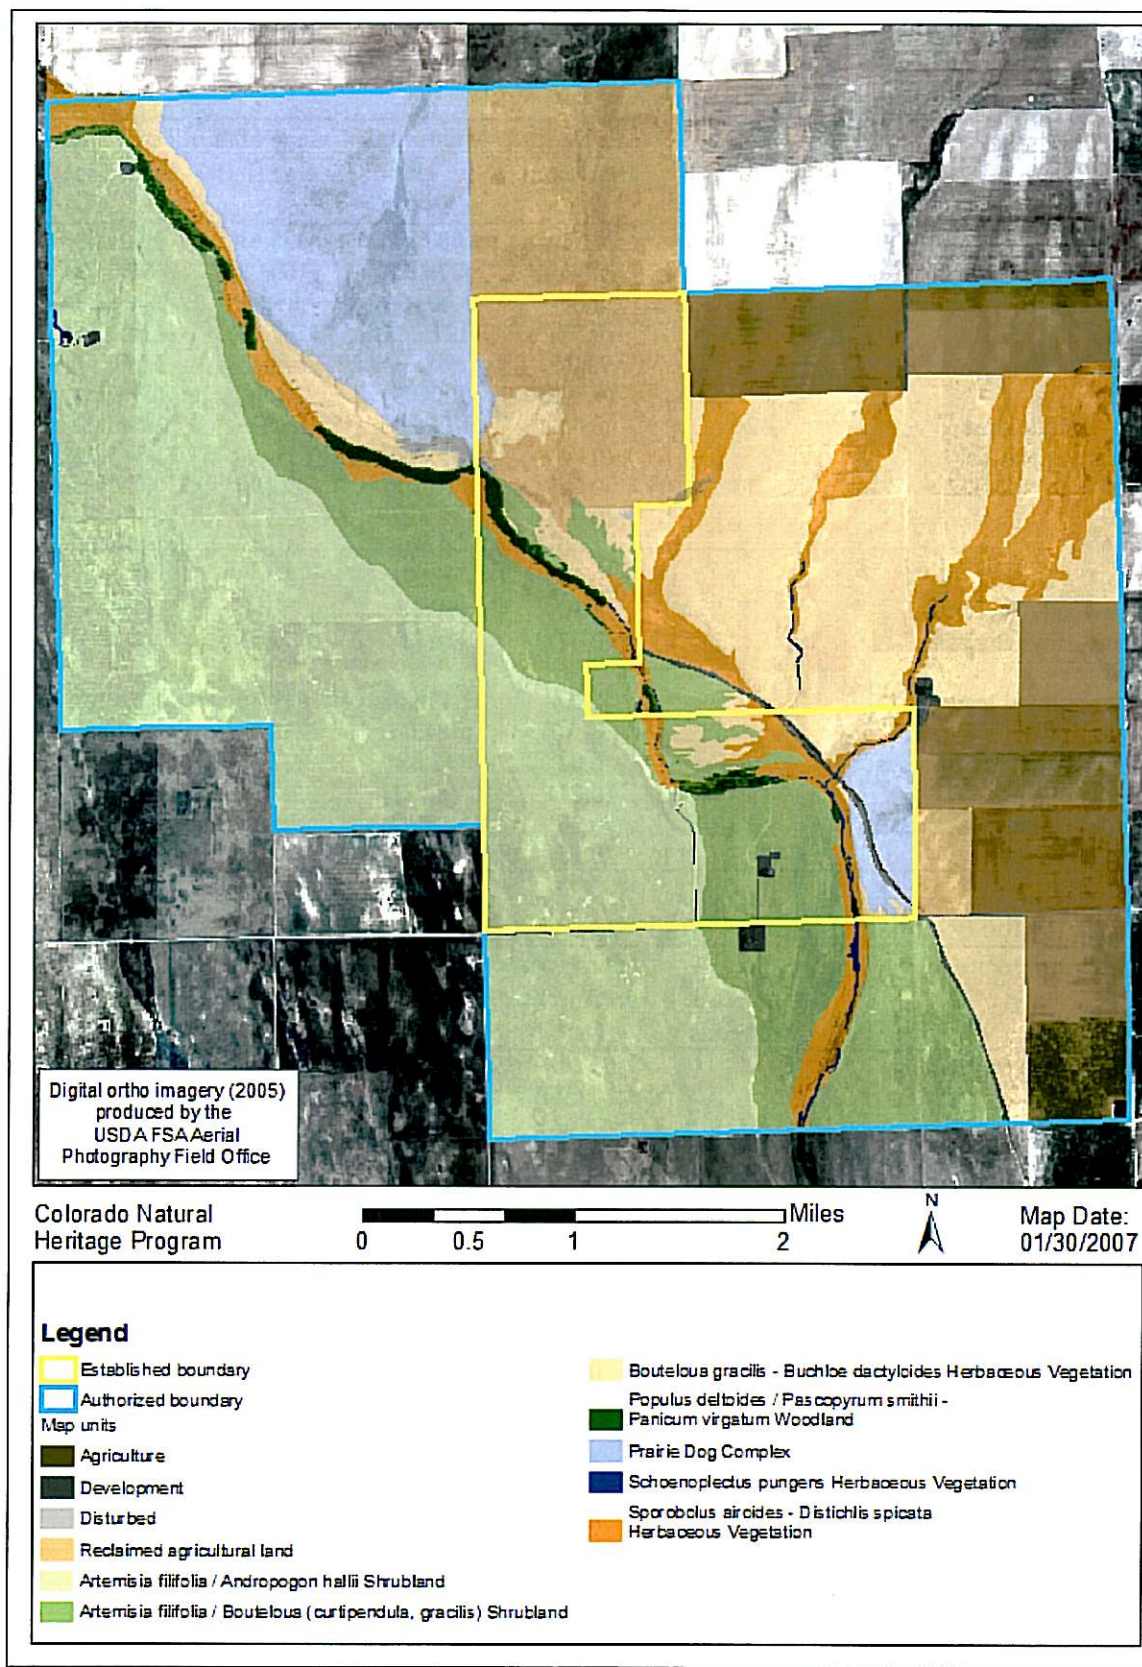 Digital ortho imagery (2005)
produced by the
USDA FSA Aerial
Photography Field Office
Colorado Natural
Heritage Program
0 0.5 1 2 Miles
N
Map Date:
01/30/2007
Legend
Established boundary
Authorized boundary
Map units
Agriculture
Development
Disturbed
Reclaimed agricultural land
Artemisia filifolia / Andropogon hallii Shrubland
Artemisia filifolia / Bouteloua (curtipendula, gracilis) Shrubland
Bouteloua gracilis - Buchloe dactyloides Herbaceous Vegetation
Populus deltoides / Pascopyrum smithii -
Panicum virgatum Woodland
Prairie Dog Complex
Schoenoplectus pungens Herbaceous Vegetation
Sporobolus airoides - Distichlis spicata
Herbaceous Vegetation